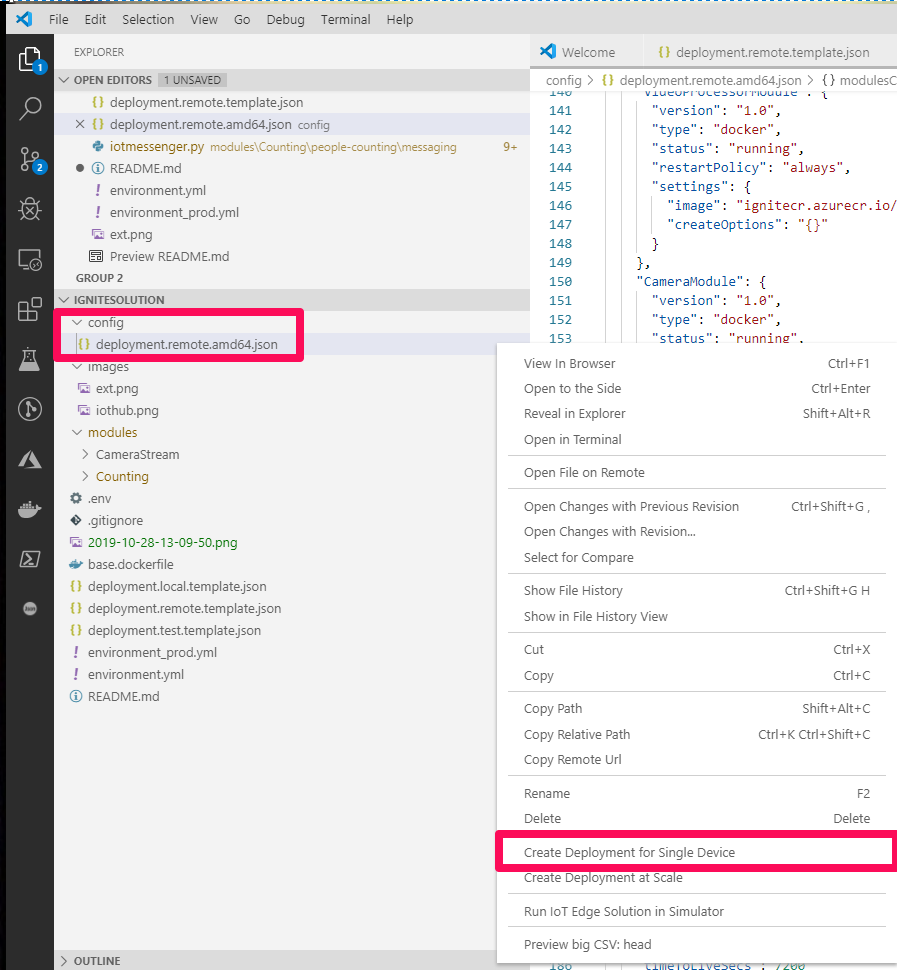 File Edit Selection View Go Debug Terminal Help
EXPLORER
OPEN EDITORS 1 UNSAVED
deployment.remote.template.json
deployment.remote.amd64.json config
iotmessenger.py modules\Counting\people-counting\messaging 9+
README.md
environment.yml
environment_prod.yml
ext.png
Preview README.md
GROUP 2
IGNITESOLUTION
config
deployment.remote.amd64.json
images
ext.png
iothub.png
modules
CameraStream
Counting
.env
.gitignore
2019-10-28-13-09-50.png
base.dockerfile
deployment.local.template.json
deployment.remote.template.json
deployment.test.template.json
environment_prod.yml
environment.yml
README.md
OUTLINE
1
2
Welcome {} deployment.remote.template.json
config > {} deployment.remote.amd64.json > {} modulesC
140 "VideoProcessorModule": {
141 "version": "1.0",
142 "type": "docker",
143 "status": "running",
144 "restartPolicy": "always",
145 "settings": {
146 "image": "ignitecr.azurecr.io/
147 "createOptions": "{}"
148 }
149 },
150 "CameraModule": {
151 "version": "1.0",
152 "type": "docker",
153 "status": "running",
View In Browser Ctrl+F1
Open to the Side Ctrl+Enter
Reveal in Explorer Shift+Alt+R
Open in Terminal
Open File on Remote
Open Changes with Previous Revision Ctrl+Shift+G ,
Open Changes with Revision...
Select for Compare
Show File History Ctrl+Shift+G H
Show in File History View
Cut Ctrl+X
Copy Ctrl+C
Copy Path Shift+Alt+C
Copy Relative Path Ctrl+K Ctrl+Shift+C
Copy Remote Url
Rename F2
Delete Delete
Create Deployment for Single Device
Create Deployment at Scale
Run IoT Edge Solution in Simulator
Preview big CSV: head
186 "timeToLiveSecs": 7200